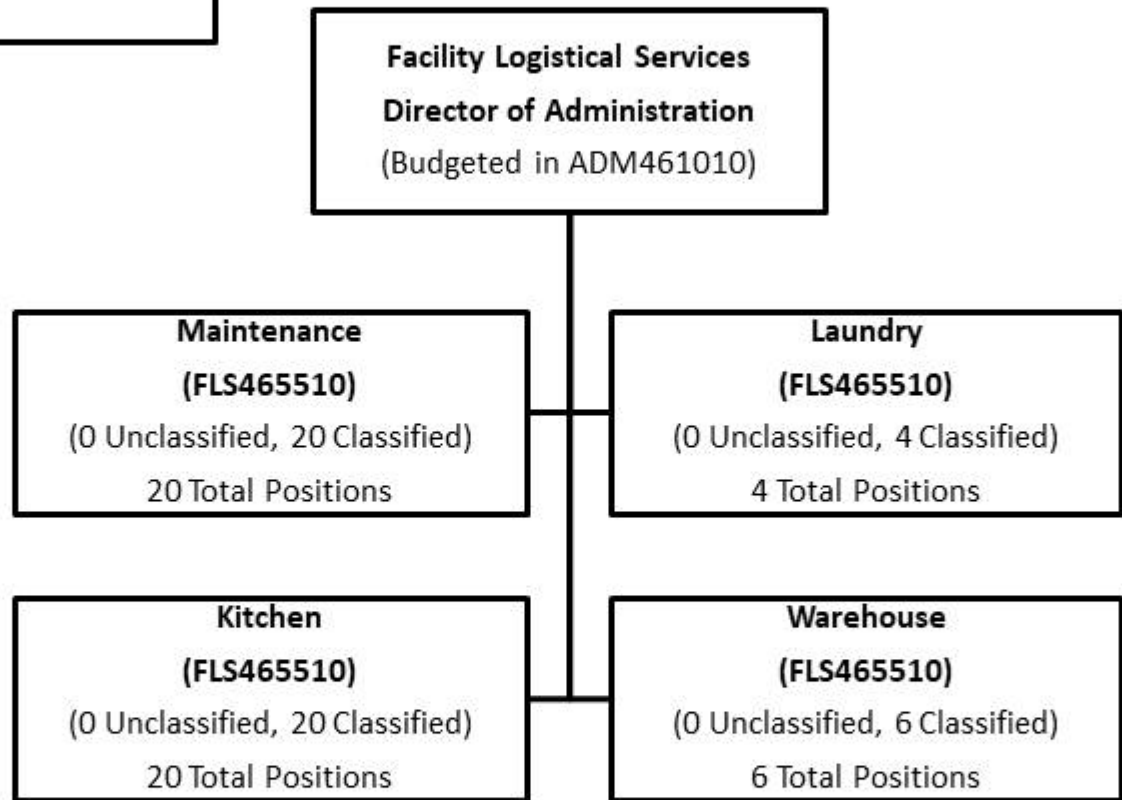 Facility Logistical Services
Director of Administration
(Budgeted in ADM461010)
Maintenance
(FLS465510)
(0 Unclassified, 20 Classified)
20 Total Positions
Laundry
(FLS465510)
(0 Unclassified, 4 Classified)
4 Total Positions
Kitchen
(FLS465510)
(0 Unclassified, 20 Classified)
20 Total Positions
Warehouse
(FLS465510)
(0 Unclassified, 6 Classified)
6 Total Positions